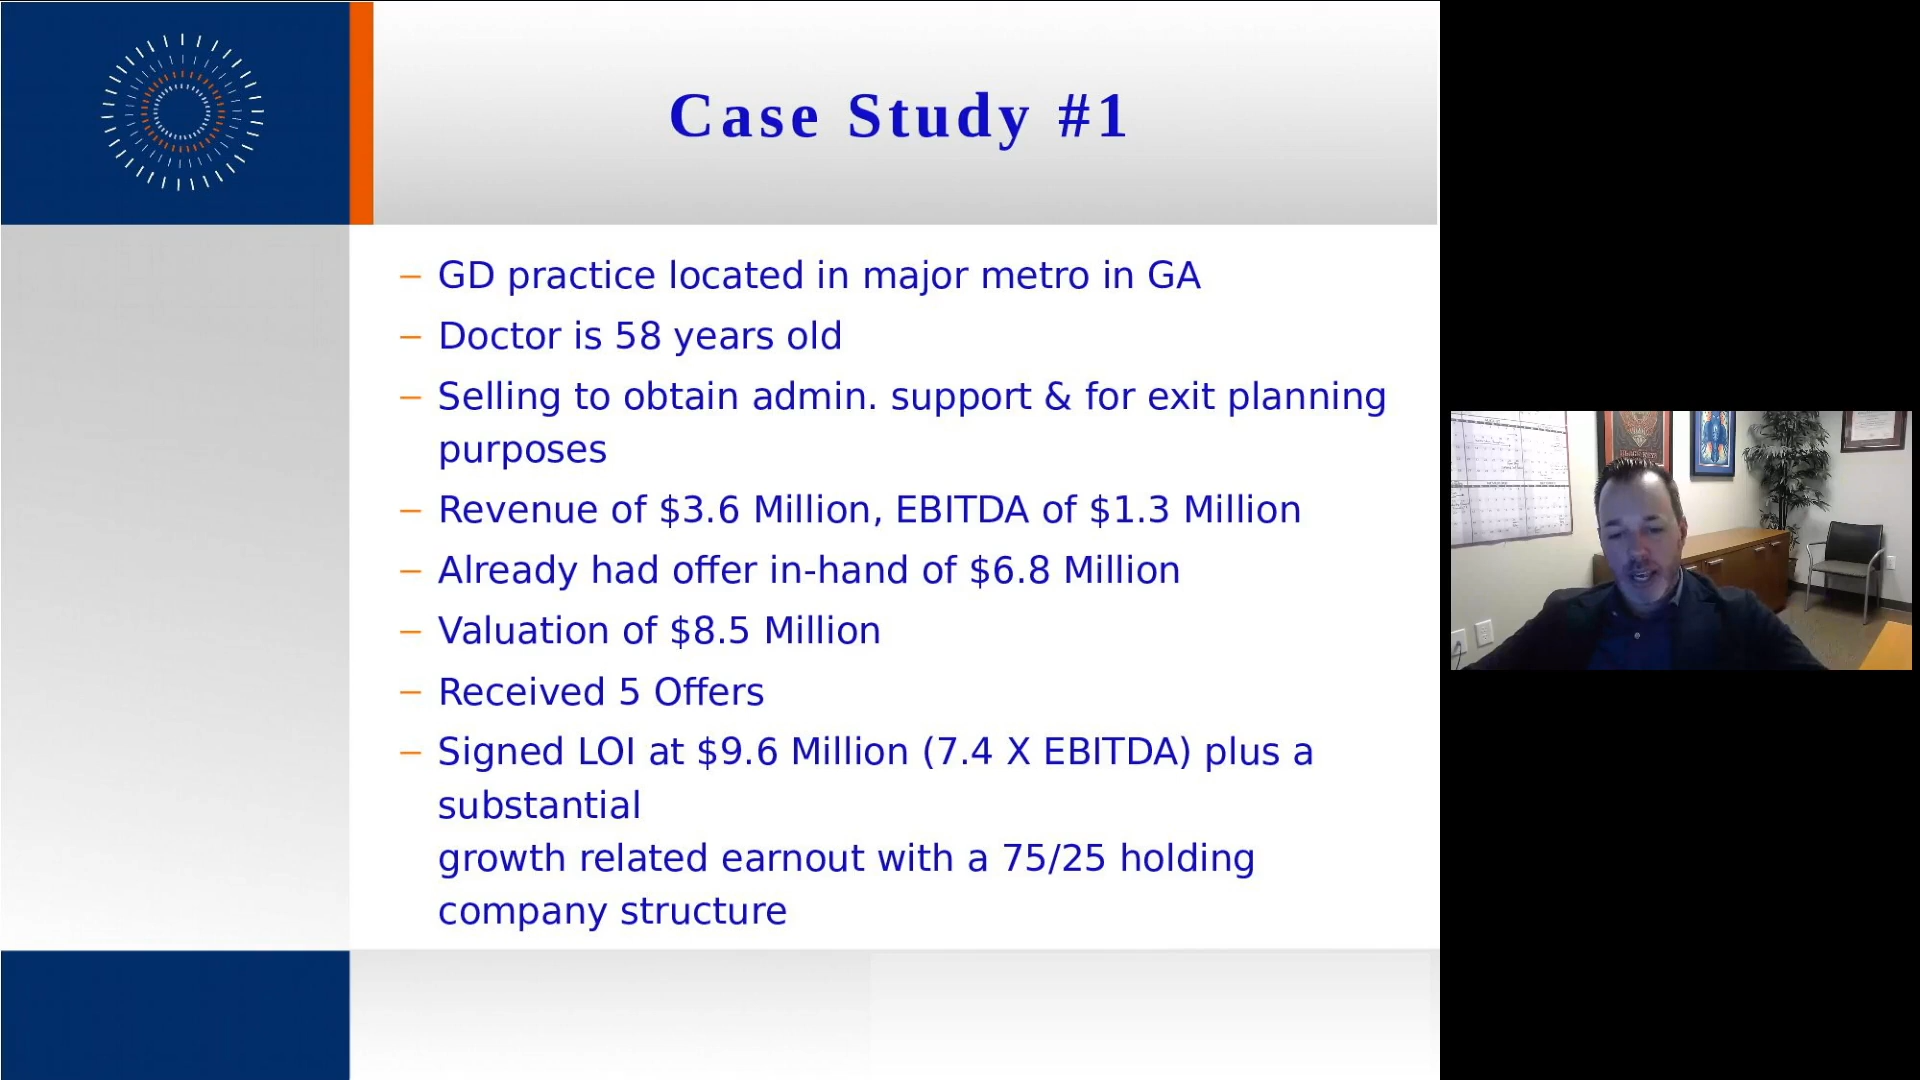 Case Study #1
– GD practice located in major metro in GA
– Doctor is 58 years old
– Selling to obtain admin. support & for exit planning
purposes
– Revenue of $3.6 Million, EBITDA of $1.3 Million
– Already had offer in-hand of $6.8 Million
– Valuation of $8.5 Million
– Received 5 Offers
– Signed LOI at $9.6 Million (7.4 X EBITDA) plus a
substantial
growth related earnout with a 75/25 holding
company structure